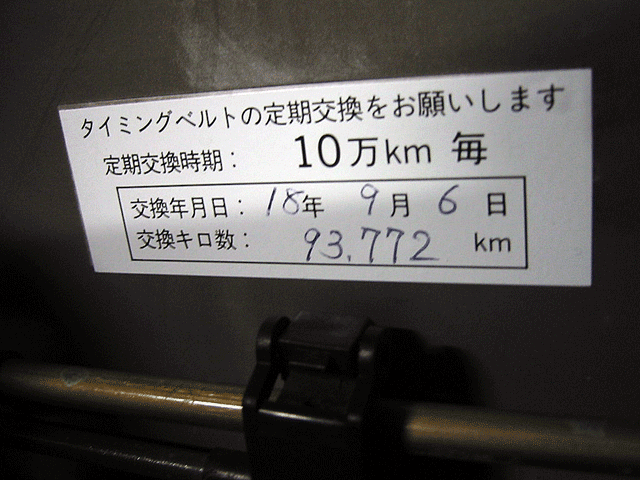 タイミングベルトの定期交換をお願いします
定期交換時期： 10万km 毎
交換年月日： 18年 9月 6日
交換キロ数： 93,772 km